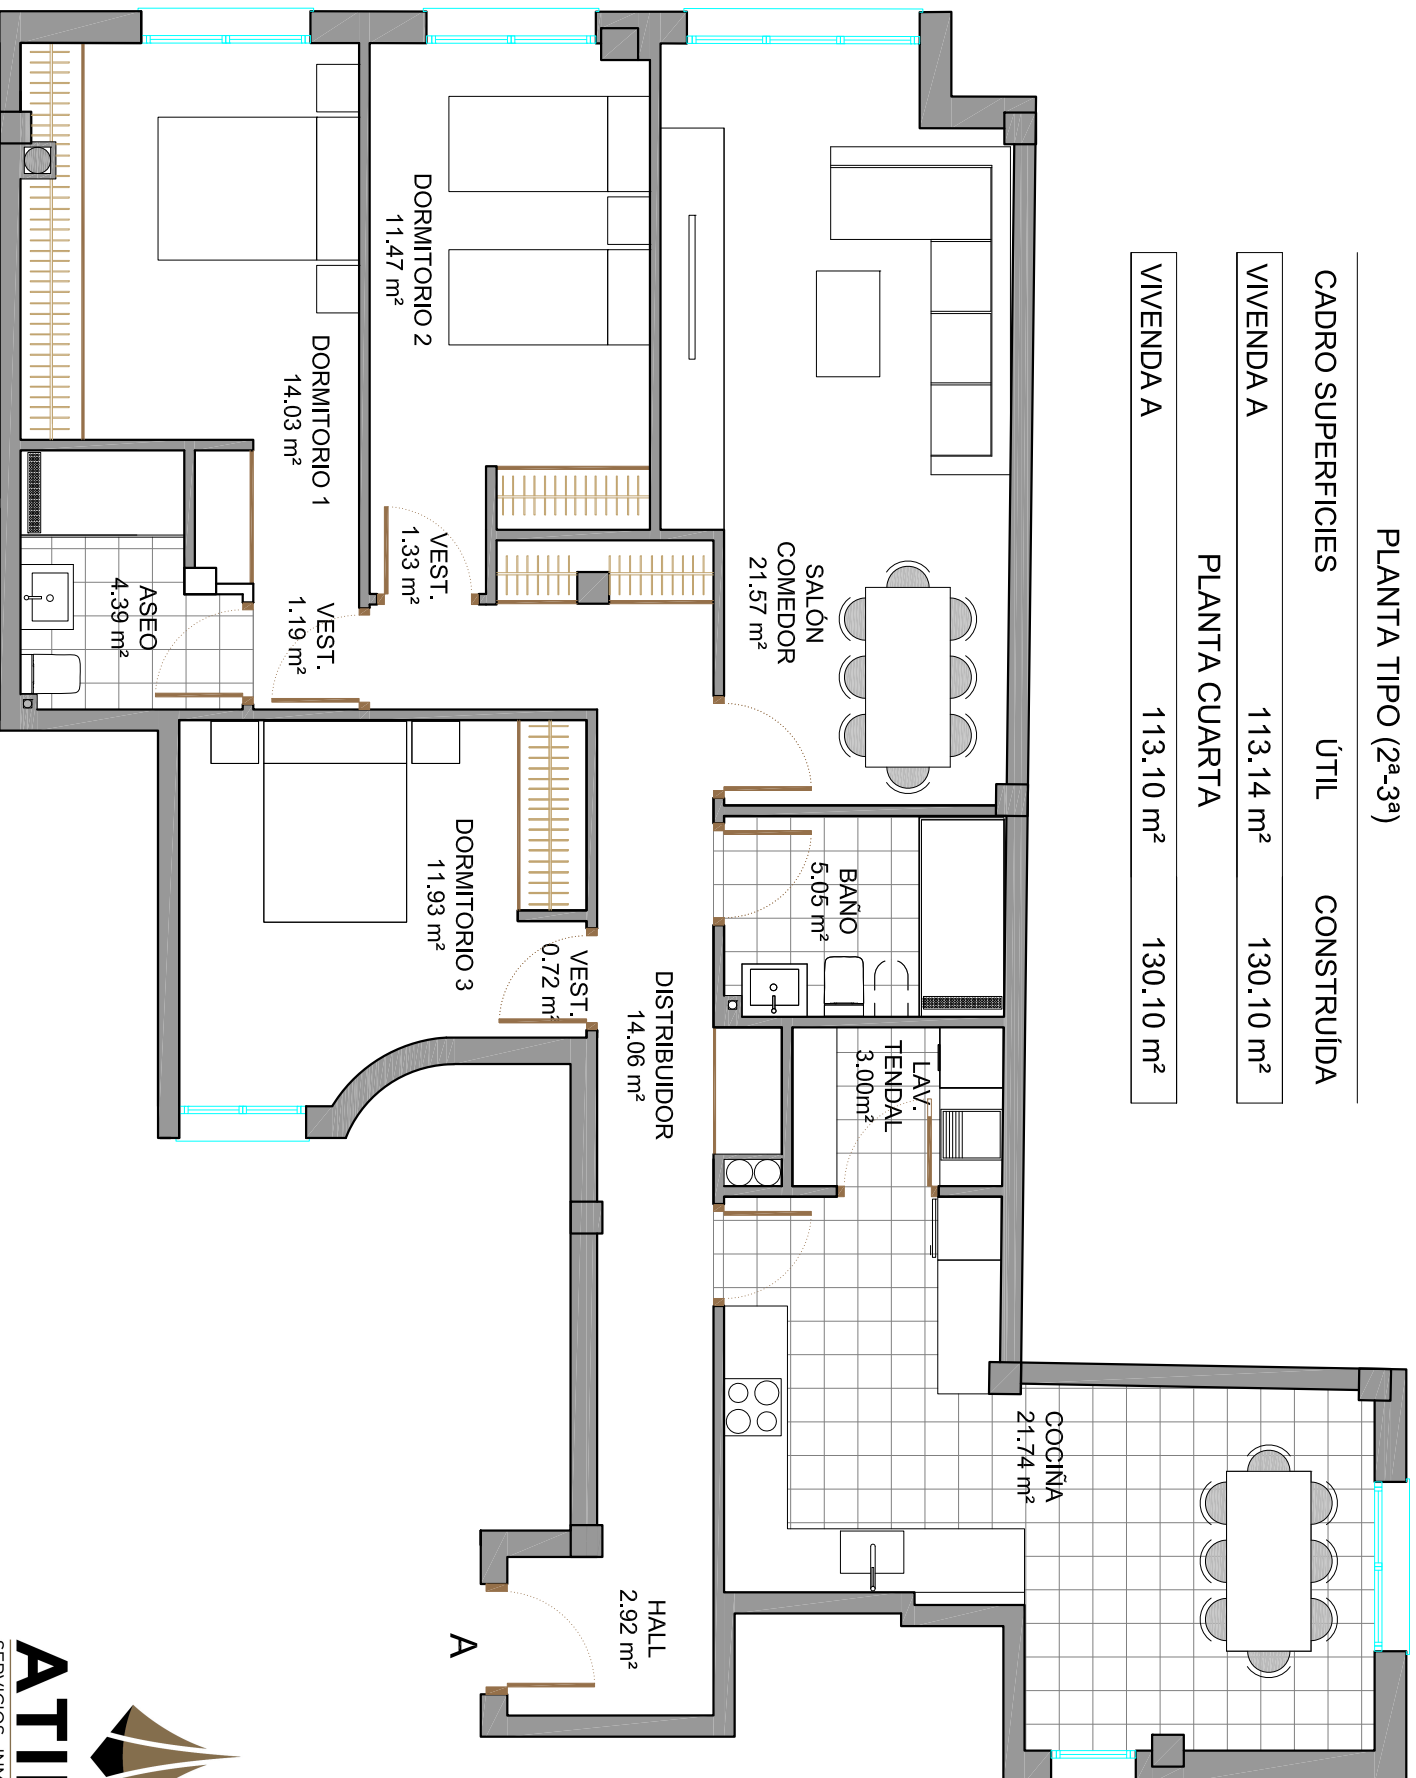 PLANTA TIPO (2ª-3ª)
CADRO SUPERFICIES ÚTIL CONSTRUÍDA
VIVENDA A 113.14 m² 130.10 m²
PLANTA CUARTA
VIVENDA A 113.10 m² 130.10 m²
SALÓN
COMEDOR
21.57 m²
BAÑO
5.05 m²
LAV.
TENDAL
3.00m²
COCIÑA
21.74 m²
DORMITORIO 2
11.47 m²
VEST.
1.33 m²
DISTRIBUIDOR
14.06 m²
HALL
2.92 m²
DORMITORIO 1
14.03 m²
VEST.
1.19 m²
ASEO
4.39 m²
DORMITORIO 3
11.93 m²
VEST.
0.72 m²
A
SERVICIOS